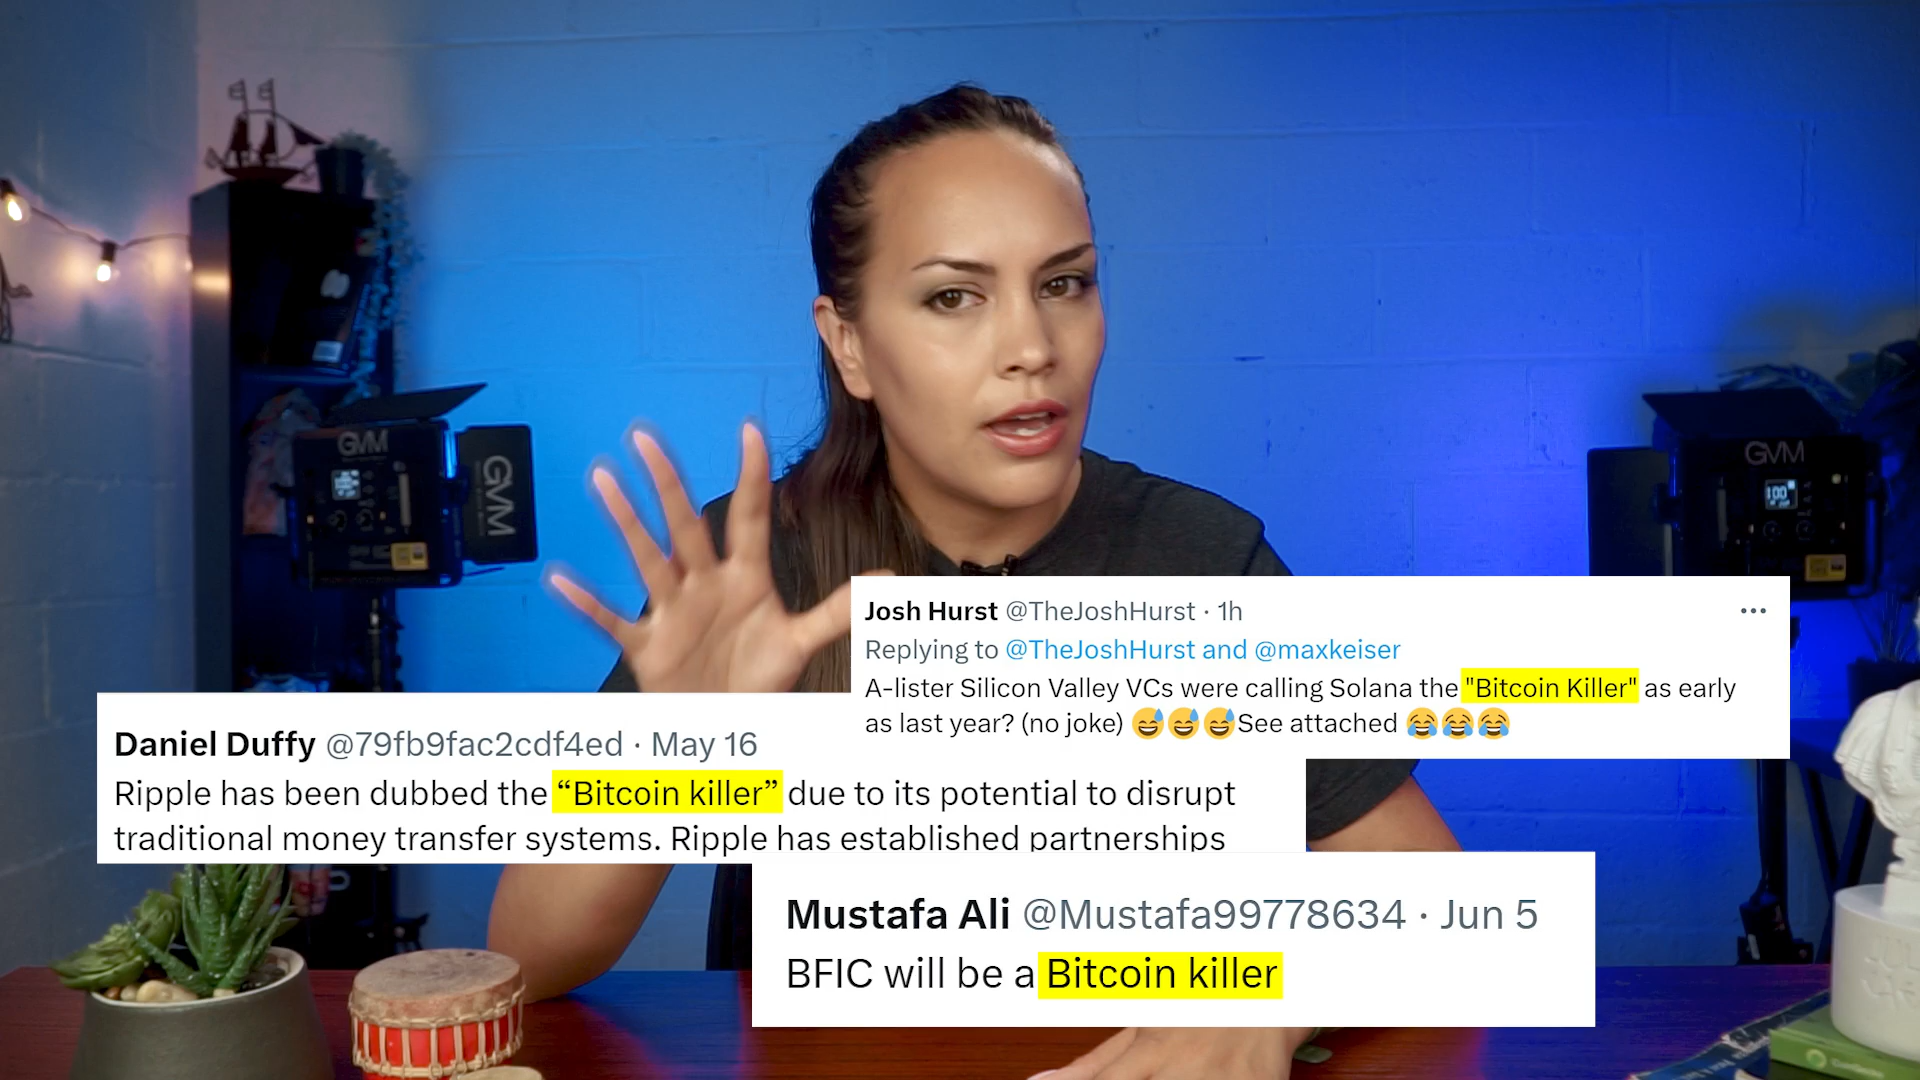 GVM
GVM
GVM
100
Josh Hurst @TheJoshHurst · 1h
Replying to @TheJoshHurst and @maxkeiser
A-lister Silicon Valley VCs were calling Solana the "Bitcoin Killer" as early
as last year? (no joke) 😅😅😅See attached 😂😂😂
Daniel Duffy @79fb9fac2cdf4ed · May 16
Ripple has been dubbed the “Bitcoin killer” due to its potential to disrupt
traditional money transfer systems. Ripple has established partnerships
Mustafa Ali @Mustafa99778634 · Jun 5
BFIC will be a Bitcoin killer